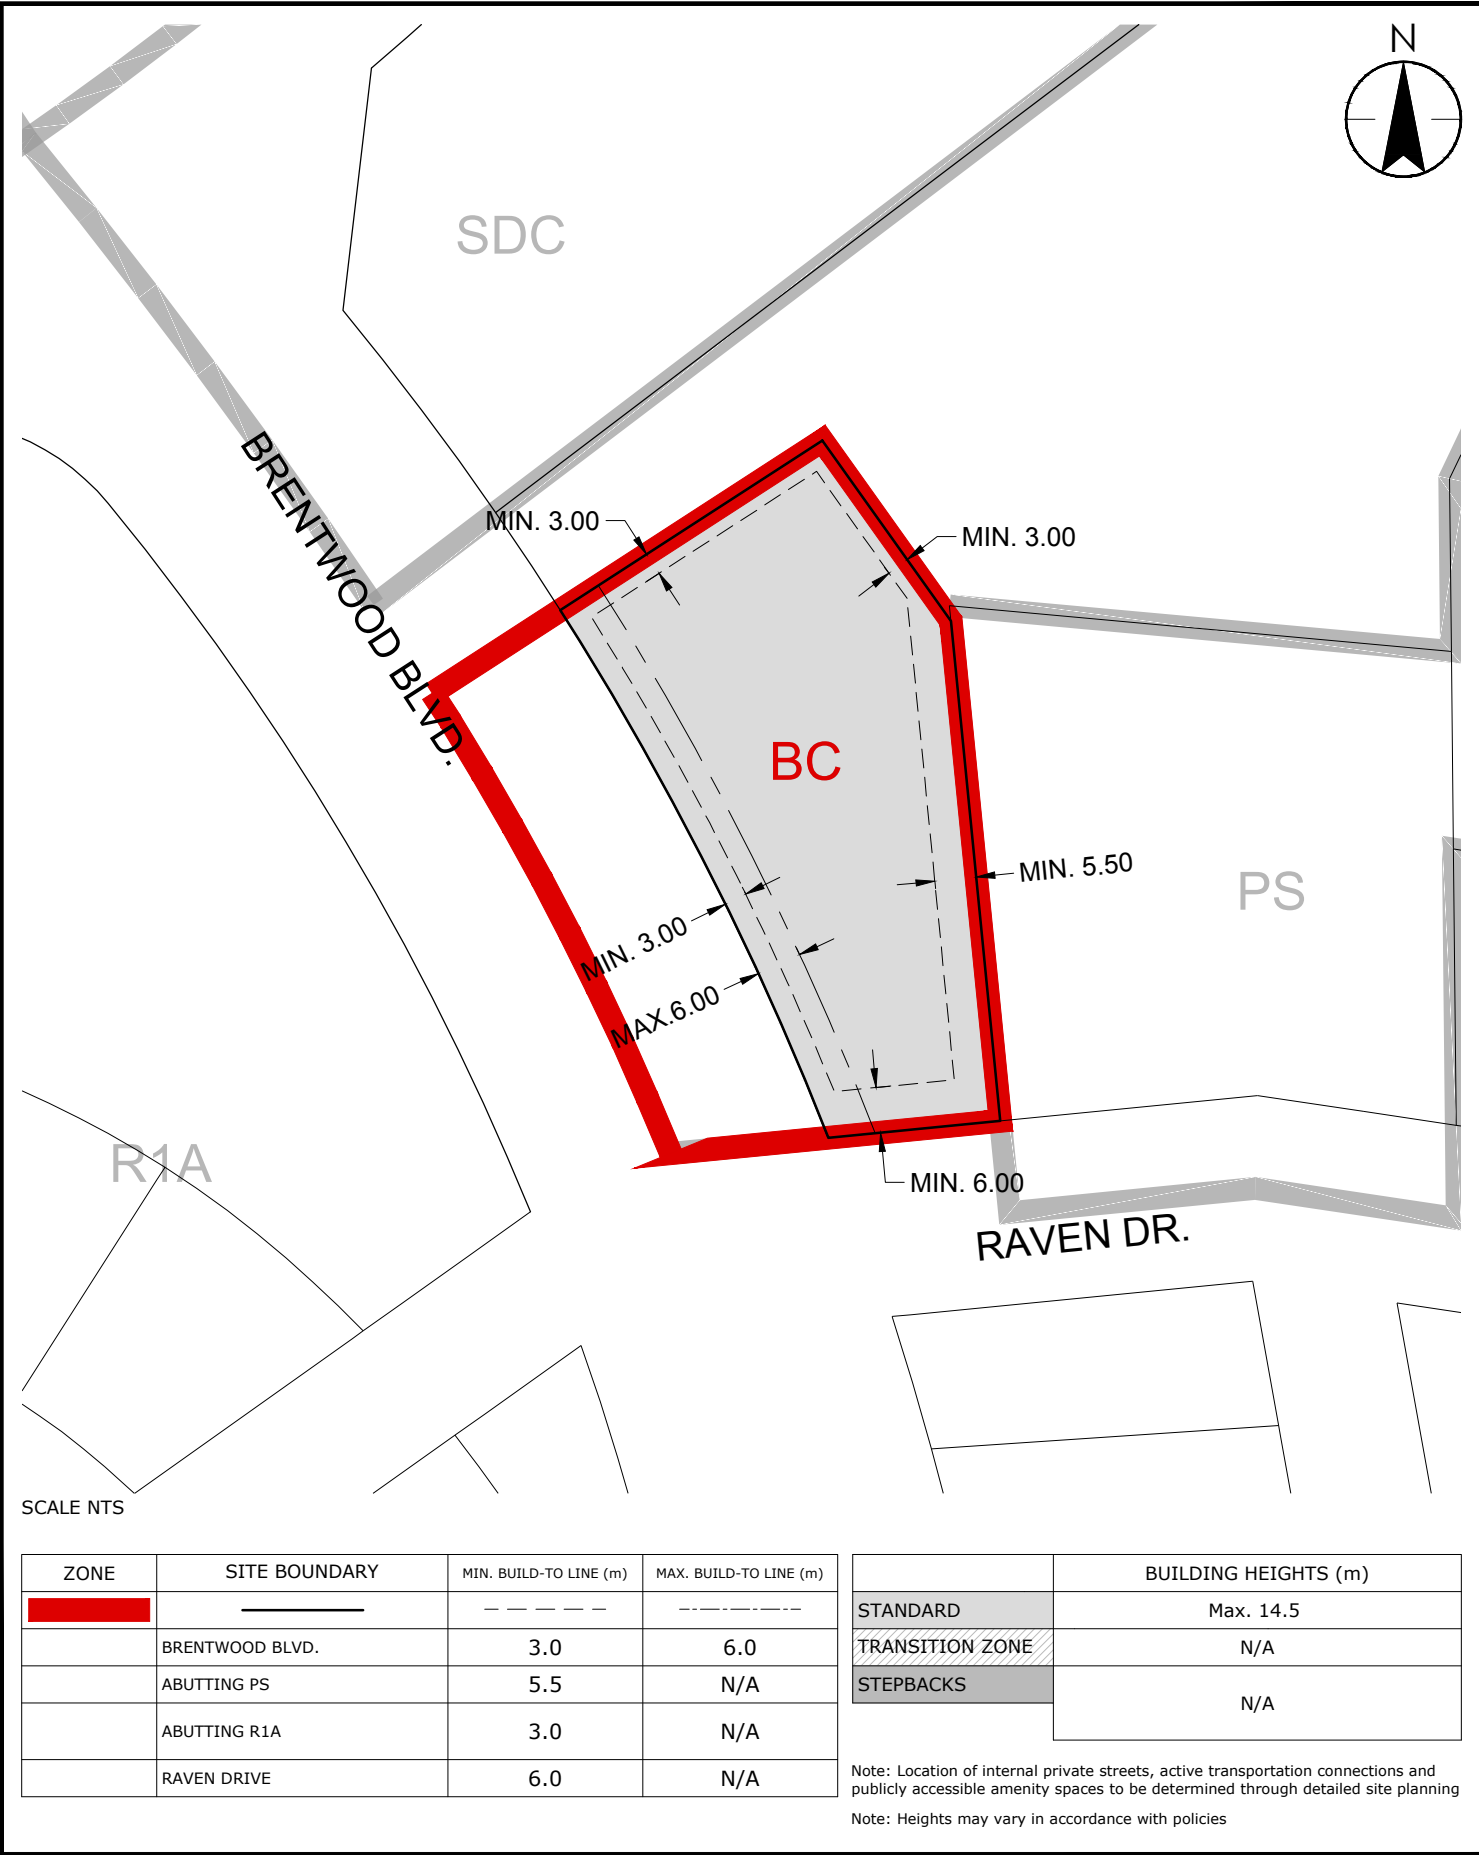 N
SDC
BRENTWOOD BLVD.
MIN. 3.00
MIN. 3.00
BC
MIN. 5.50
PS
MIN. 3.00
MAX.6.00
R1A
MIN. 6.00
RAVEN DR.
SCALE NTS
ZONE SITE BOUNDARY MIN. BUILD-TO LINE (m) MAX. BUILD-TO LINE (m)
BRENTWOOD BLVD. 3.0 6.0
ABUTTING PS 5.5 N/A
ABUTTING R1A 3.0 N/A
RAVEN DRIVE 6.0 N/A
BUILDING HEIGHTS (m)
STANDARD Max. 14.5
TRANSITION ZONE N/A
STEPBACKS N/A
Note: Location of internal private streets, active transportation connections and
publicly accessible amenity spaces to be determined through detailed site planning
Note: Heights may vary in accordance with policies